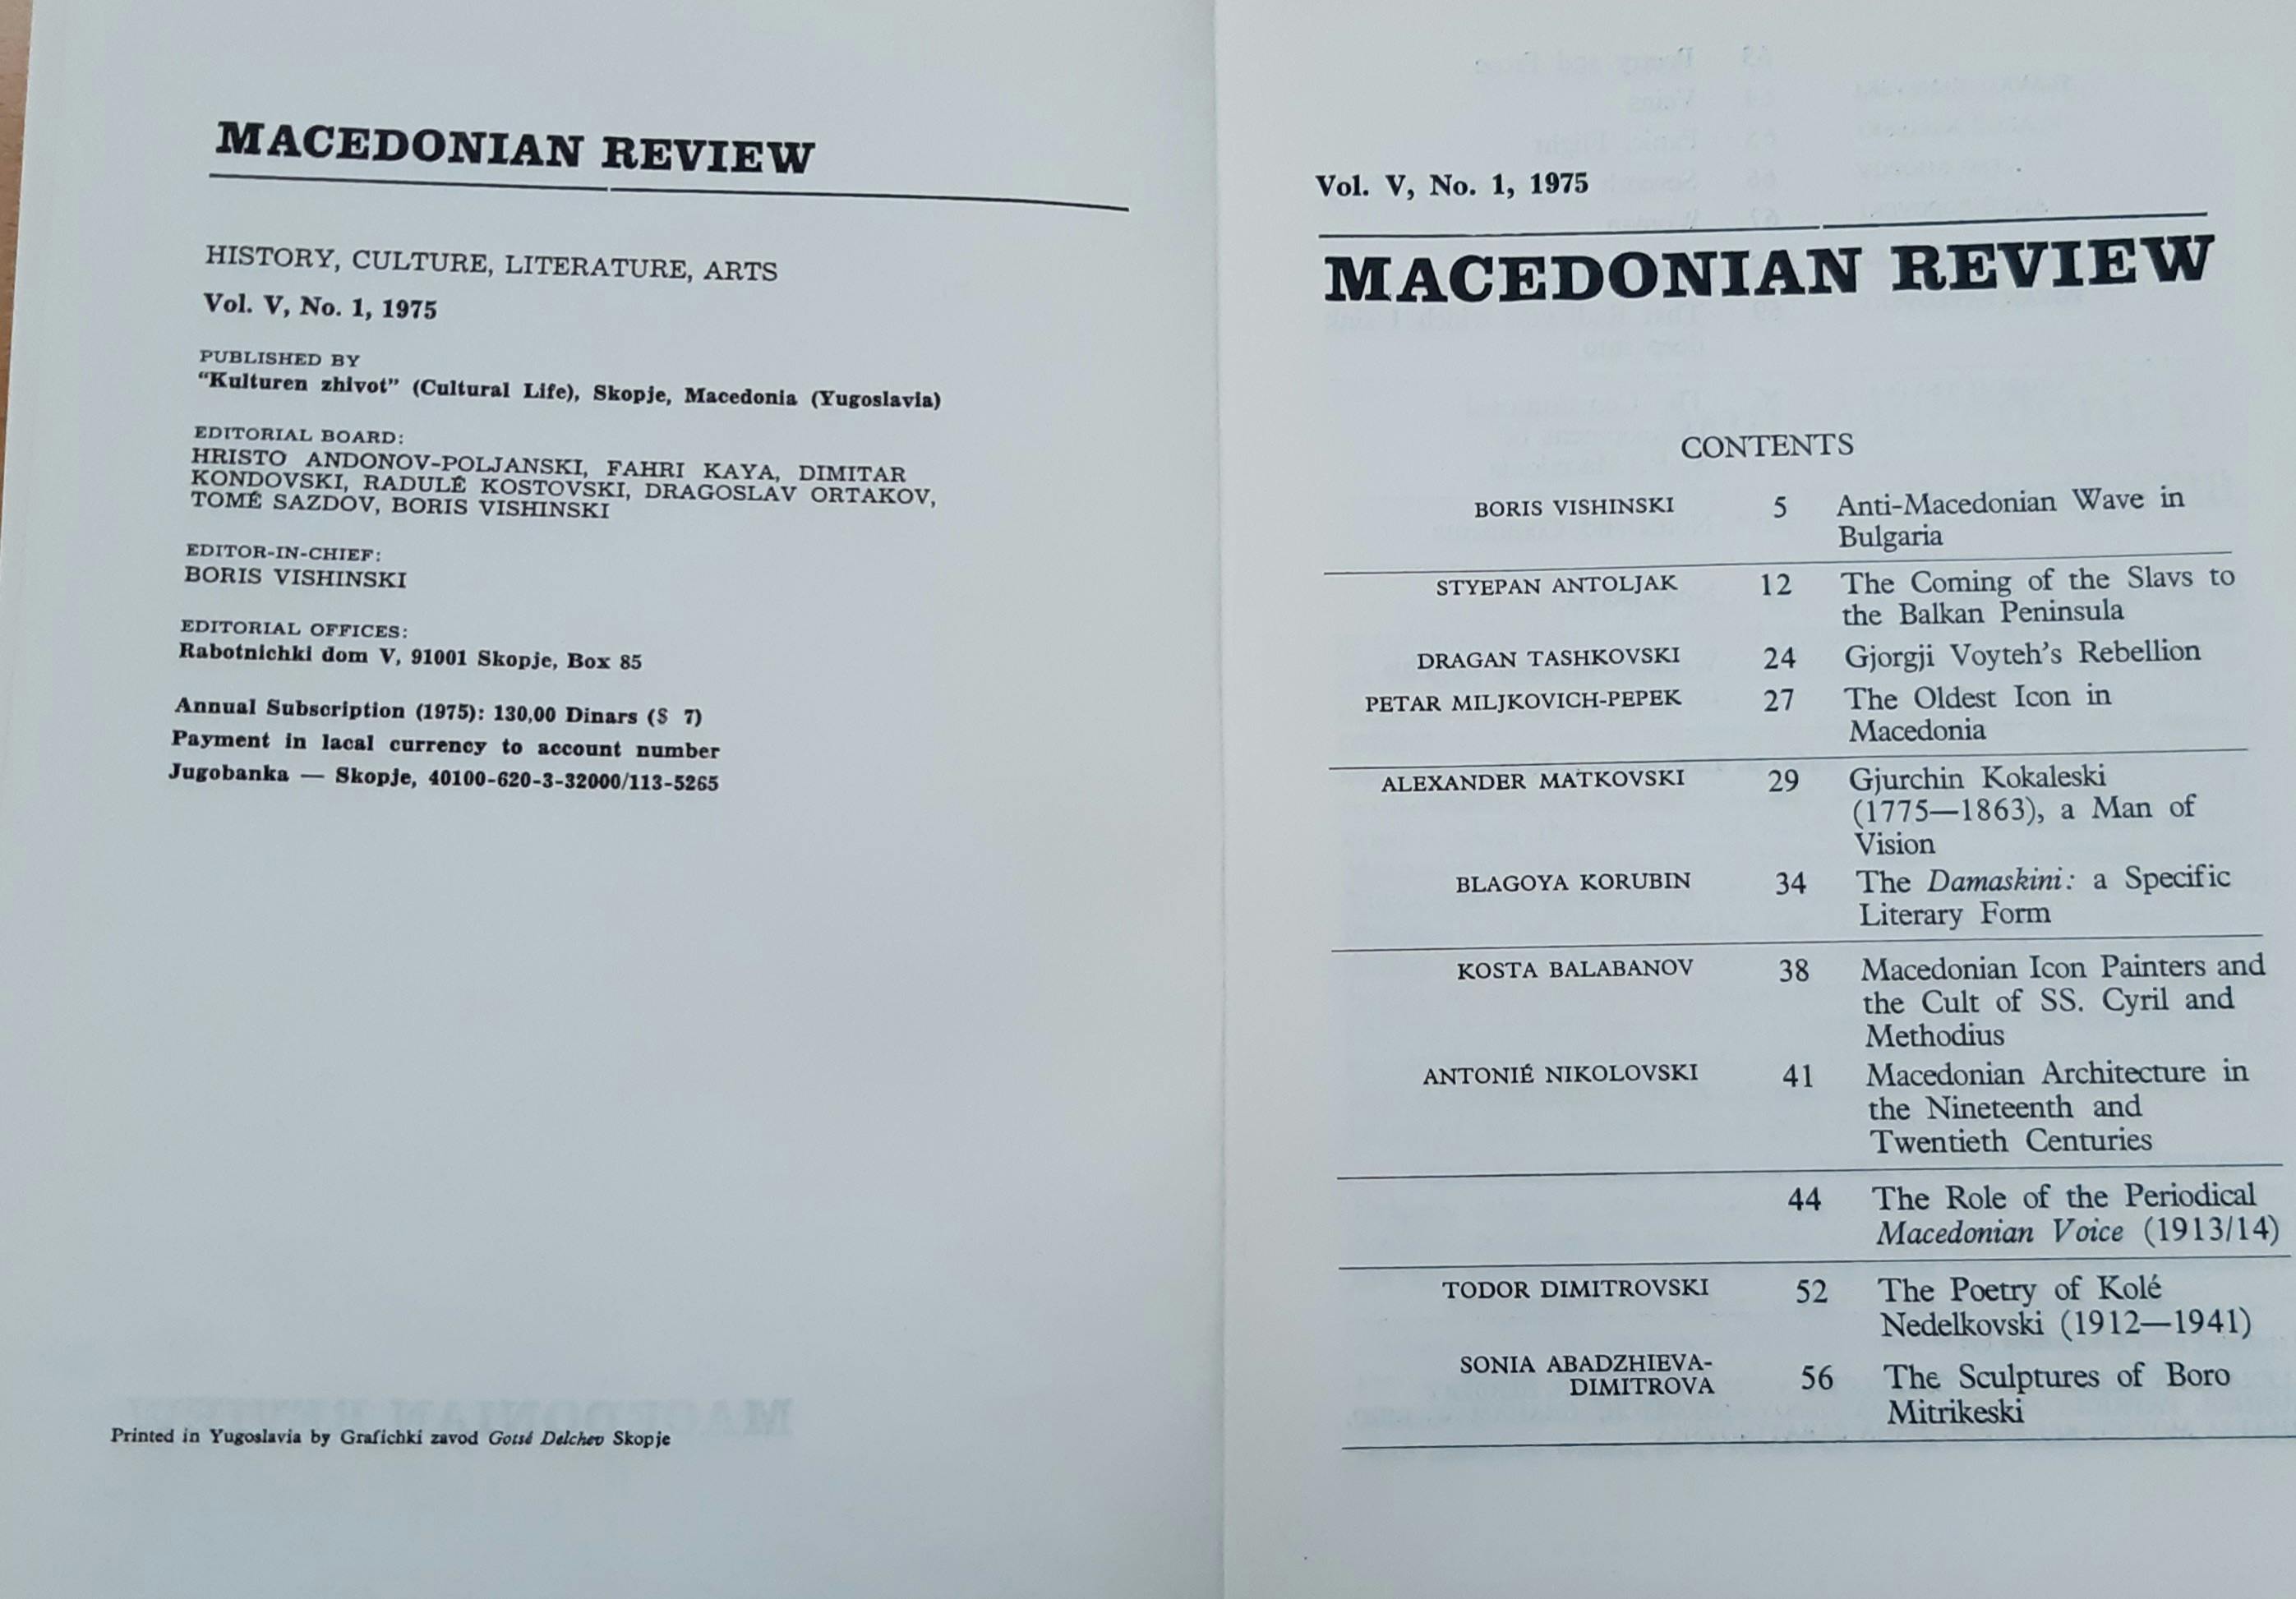 MACEDONIAN REVIEW
HISTORY, CULTURE, LITERATURE, ARTS
Vol. V, No. 1, 1975
PUBLISHED BY
“Kulturen zhivot” (Cultural Life), Skopje, Macedonia (Yugoslavia)
EDITORIAL BOARD:
HRISTO ANDONOV-POLJANSKI, FAHRI KAYA, DIMITAR
KONDOVSKI, RADULÉ KOSTOVSKI, DRAGOSLAV ORTAKOV,
TOMÉ SAZDOV, BORIS VISHINSKI
EDITOR-IN-CHIEF:
BORIS VISHINSKI
EDITORIAL OFFICES:
Rabotnichki dom V, 91001 Skopje, Box 85
Annual Subscription (1975): 130,00 Dinars ($ 7)
Payment in lacal currency to account number
Jugobanka — Skopje, 40100-620-3-32000/113-5265
Printed in Yugoslavia by Grafichki zavod Gotsé Delchev Skopje
Vol. V, No. 1, 1975
MACEDONIAN REVIEW
CONTENTS
BORIS VISHINSKI 5 Anti-Macedonian Wave in
Bulgaria
STYEPAN ANTOLJAK 12 The Coming of the Slavs to
the Balkan Peninsula
DRAGAN TASHKOVSKI 24 Gjorgji Voyteh’s Rebellion
PETAR MILJKOVICH-PEPEK 27 The Oldest Icon in
Macedonia
ALEXANDER MATKOVSKI 29 Gjurchin Kokaleski
(1775—1863), a Man of
Vision
BLAGOYA KORUBIN 34 The Damaskini: a Specific
Literary Form
KOSTA BALABANOV 38 Macedonian Icon Painters and
the Cult of SS. Cyril and
Methodius
ANTONIÉ NIKOLOVSKI 41 Macedonian Architecture in
the Nineteenth and
Twentieth Centuries
44 The Role of the Periodical
Macedonian Voice (1913/14)
TODOR DIMITROVSKI 52 The Poetry of Kolé
Nedelkovski (1912—1941)
SONIA ABADZHIEVA-
DIMITROVA 56 The Sculptures of Boro
Mitrikeski